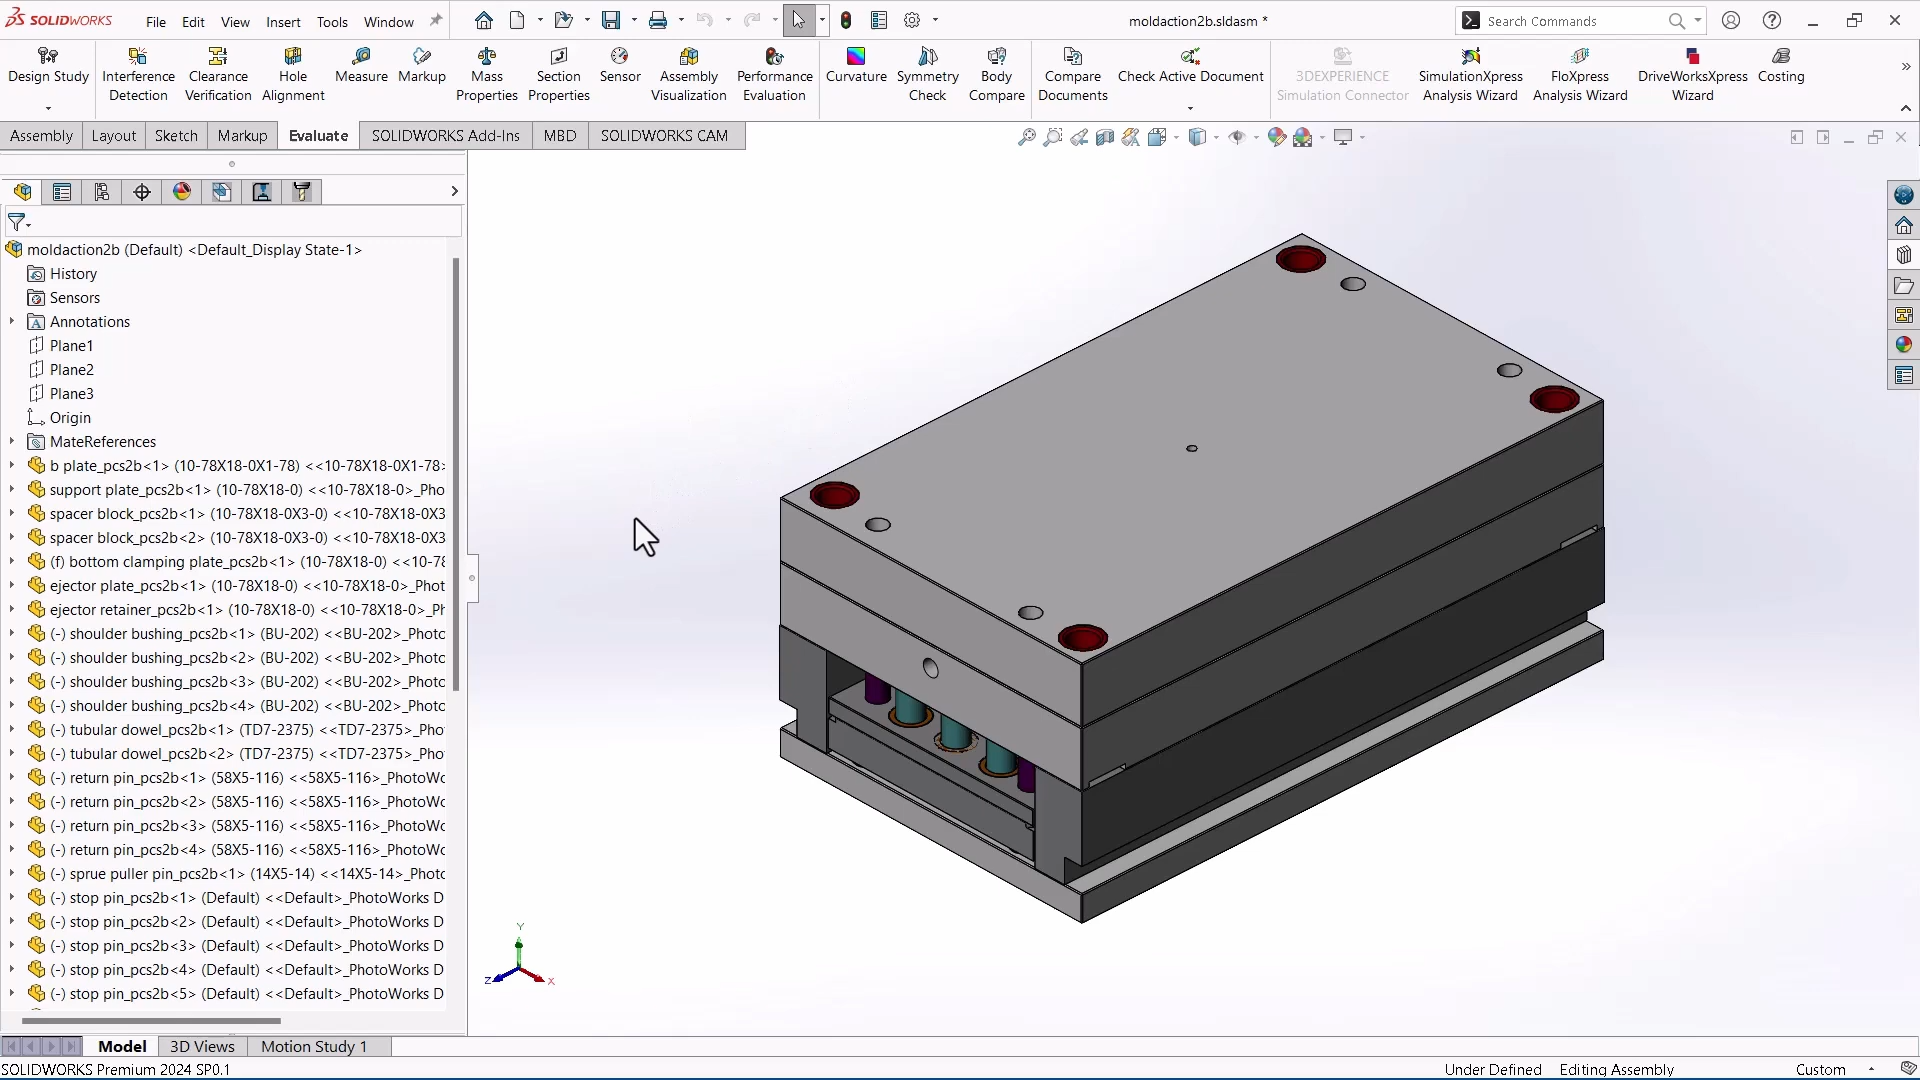 SOLIDWORKS File Edit View Insert Tools Window moldaction2b.sldasm * Search Commands
Design Study Interference Detection Clearance Verification Hole Alignment Measure Markup Mass Properties Section Properties Sensor Assembly Visualization Performance Evaluation Curvature Symmetry Check Body Compare Compare Documents Check Active Document 3DEXPERIENCE Simulation Connector SimulationXpress Analysis Wizard FloXpress Analysis Wizard DriveWorksXpress Wizard Costing
Assembly Layout Sketch Markup Evaluate SOLIDWORKS Add-Ins MBD SOLIDWORKS CAM
moldaction2b (Default) <Default_Display State-1>
History
Sensors
Annotations
Plane1
Plane2
Plane3
Origin
MateReferences
b plate_pcs2b<1> (10-78X18-0X1-78) <<10-78X18-0X1-78>
support plate_pcs2b<1> (10-78X18-0) <<10-78X18-0>_Pho
spacer block_pcs2b<1> (10-78X18-0X3-0) <<10-78X18-0X3
spacer block_pcs2b<2> (10-78X18-0X3-0) <<10-78X18-0X3
(f) bottom clamping plate_pcs2b<1> (10-78X18-0) <<10-78
ejector plate_pcs2b<1> (10-78X18-0) <<10-78X18-0>_Phot
ejector retainer_pcs2b<1> (10-78X18-0) <<10-78X18-0>_Ph
(-) shoulder bushing_pcs2b<1> (BU-202) <<BU-202>_Photo
(-) shoulder bushing_pcs2b<2> (BU-202) <<BU-202>_Photo
(-) shoulder bushing_pcs2b<3> (BU-202) <<BU-202>_Photo
(-) shoulder bushing_pcs2b<4> (BU-202) <<BU-202>_Photo
(-) tubular dowel_pcs2b<1> (TD7-2375) <<TD7-2375>_Pho
(-) tubular dowel_pcs2b<2> (TD7-2375) <<TD7-2375>_Pho
(-) return pin_pcs2b<1> (58X5-116) <<58X5-116>_PhotoWo
(-) return pin_pcs2b<2> (58X5-116) <<58X5-116>_PhotoWo
(-) return pin_pcs2b<3> (58X5-116) <<58X5-116>_PhotoWo
(-) return pin_pcs2b<4> (58X5-116) <<58X5-116>_PhotoWo
(-) sprue puller pin_pcs2b<1> (14X5-14) <<14X5-14>_Photo
(-) stop pin_pcs2b<1> (Default) <<Default>_PhotoWorks D
(-) stop pin_pcs2b<2> (Default) <<Default>_PhotoWorks D
(-) stop pin_pcs2b<3> (Default) <<Default>_PhotoWorks D
(-) stop pin_pcs2b<4> (Default) <<Default>_PhotoWorks D
(-) stop pin_pcs2b<5> (Default) <<Default>_PhotoWorks D
Y
Z X
Model 3D Views Motion Study 1
SOLIDWORKS Premium 2024 SP0.1 Under Defined Editing Assembly Custom